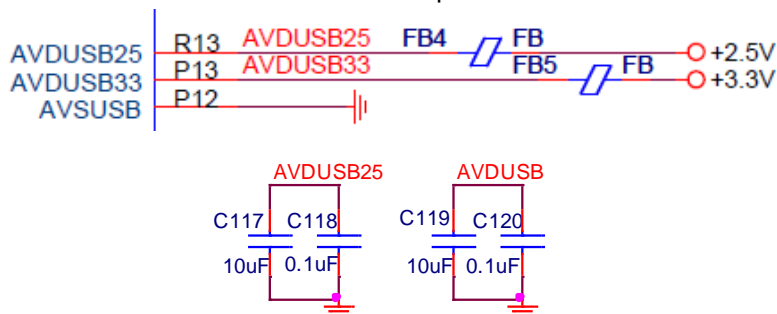 AVDUSB25 R13 AVDUSB25 FB4 FB +2.5V
AVDUSB33 P13 AVDUSB33 FB5 FB +3.3V
AVSUSB P12
AVDUSB25 AVDUSB
C117 C118 C119 C120
10uF 0.1uF 10uF 0.1uF